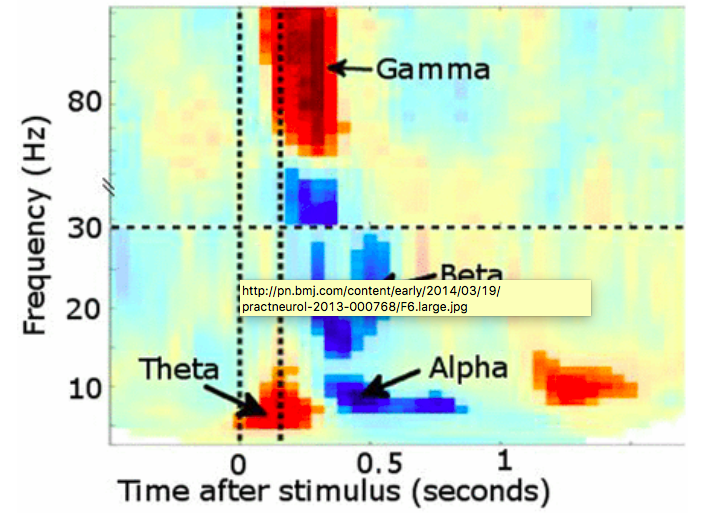 Gamma
80
30
Beta
http://pn.bmj.com/content/early/2014/03/19/
practneurol-2013-000768/F6.large.jpg
20
Theta
Alpha
10
Frequency (Hz)
0 0.5 1
Time after stimulus (seconds)